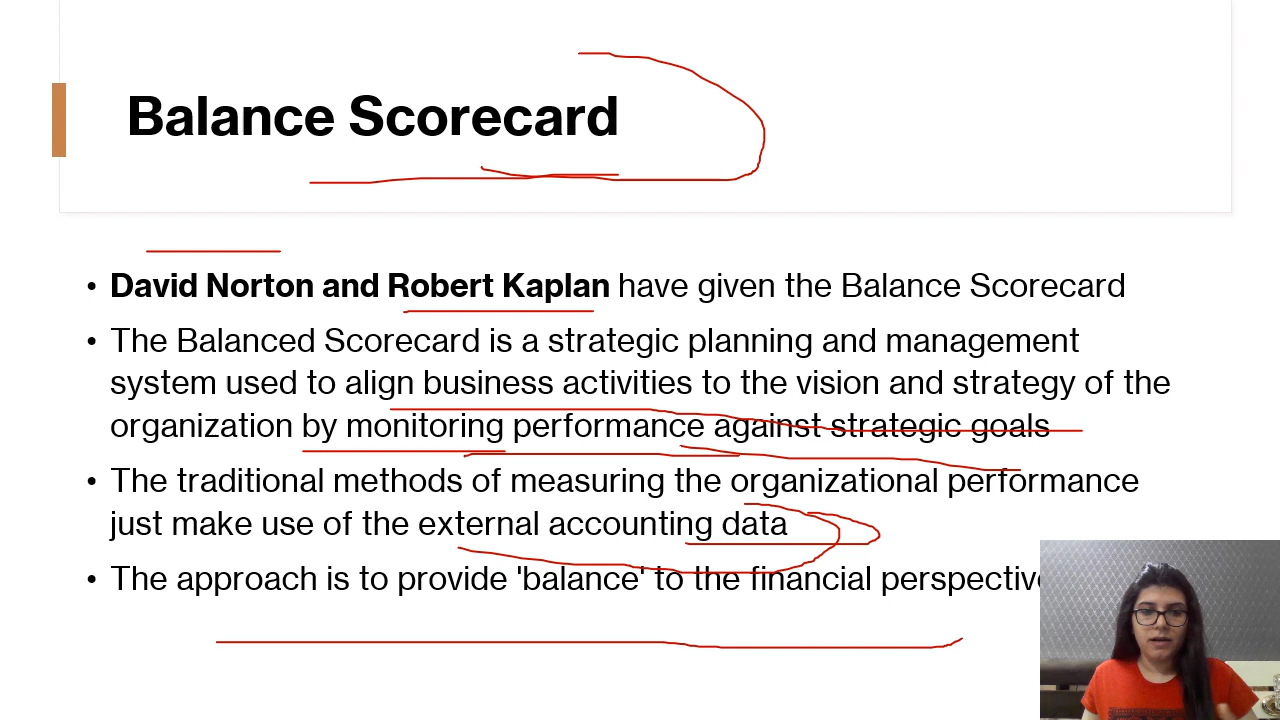 Balance Scorecard
• David Norton and Robert Kaplan have given the Balance Scorecard
• The Balanced Scorecard is a strategic planning and management
system used to align business activities to the vision and strategy of the
organization by monitoring performance against strategic goals
• The traditional methods of measuring the organizational performance
just make use of the external accounting data
• The approach is to provide 'balance' to the financial perspective